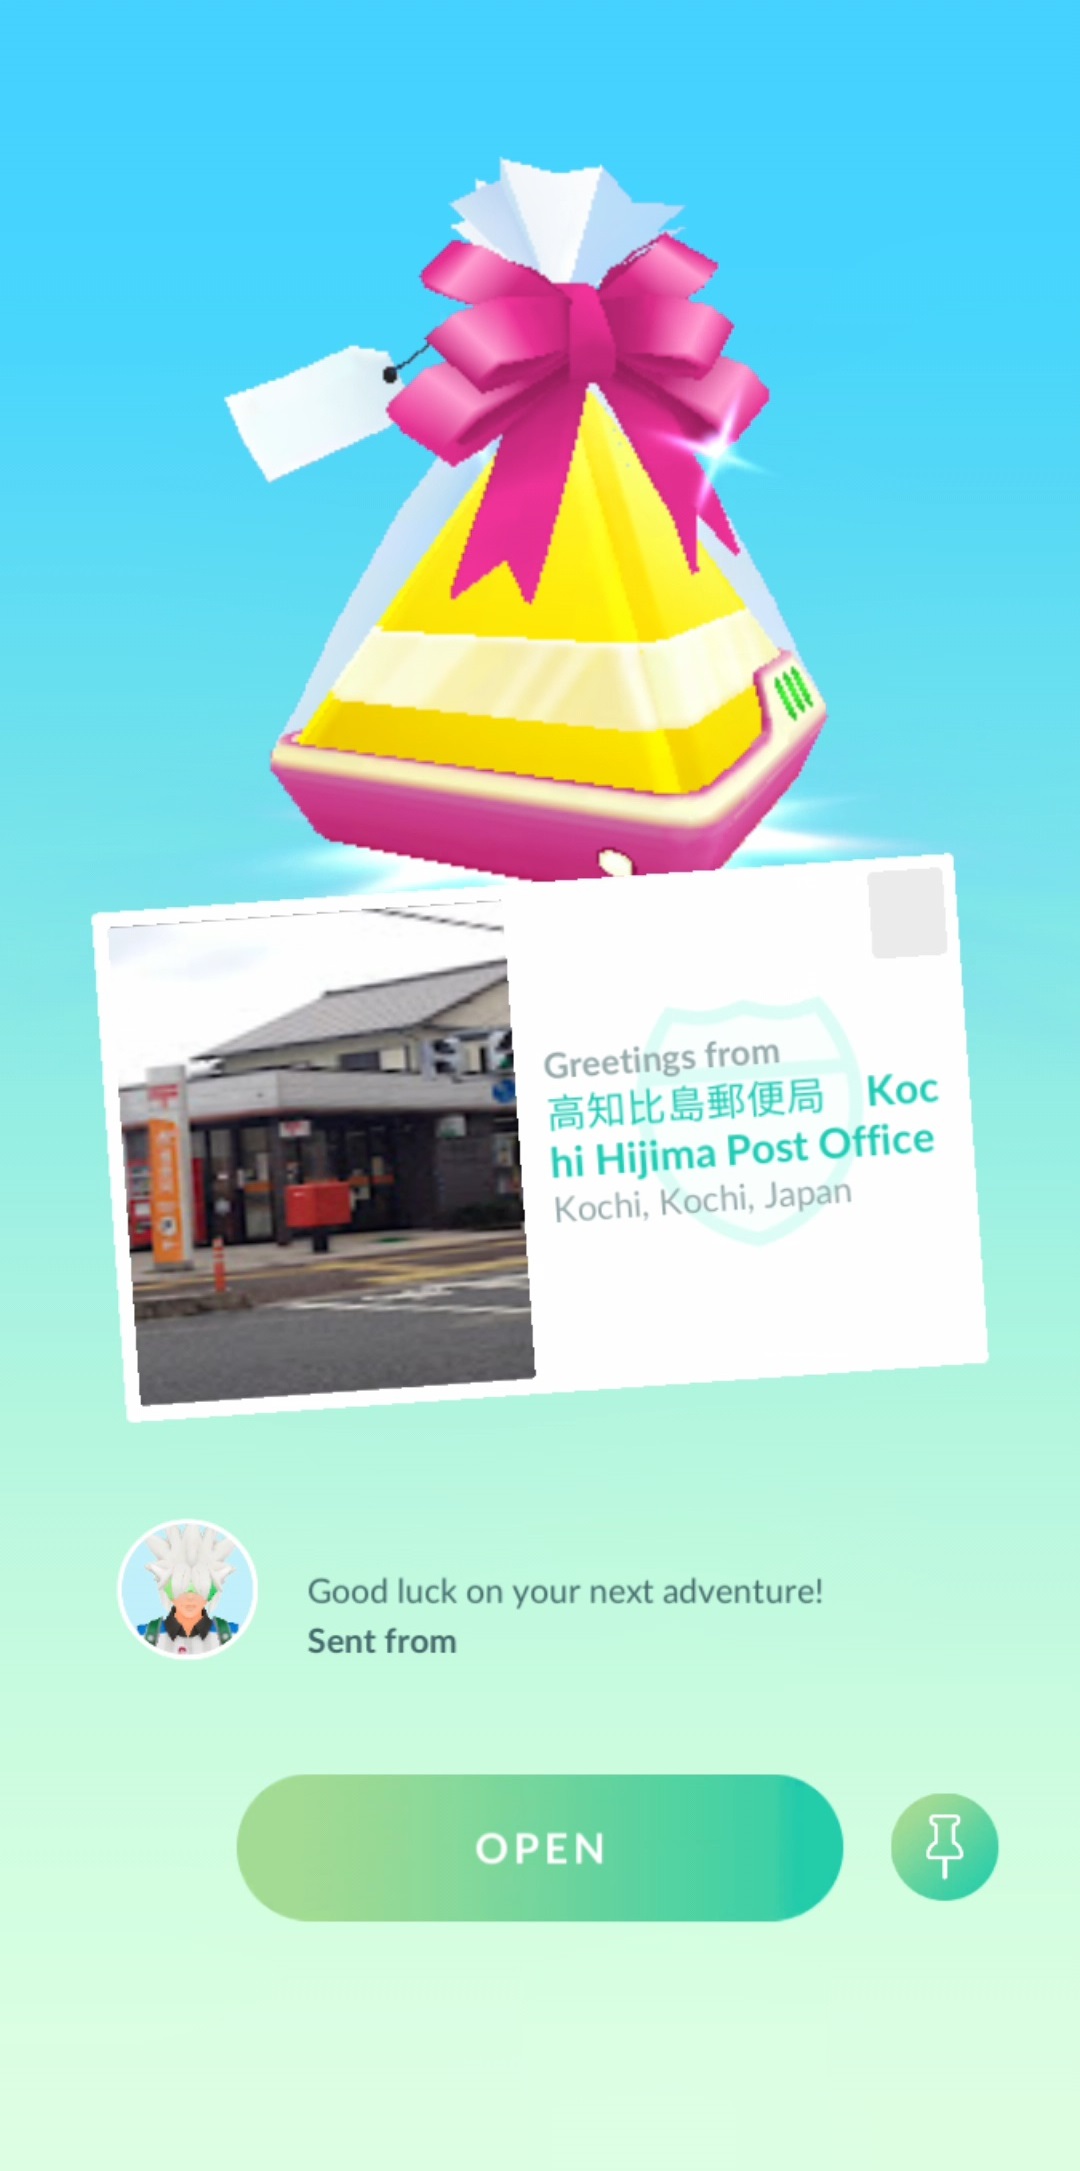 Greetings from
高知比島郵便局　Koc
hi Hijima Post Office
Kochi, Kochi, Japan
Good luck on your next adventure!
Sent from
OPEN